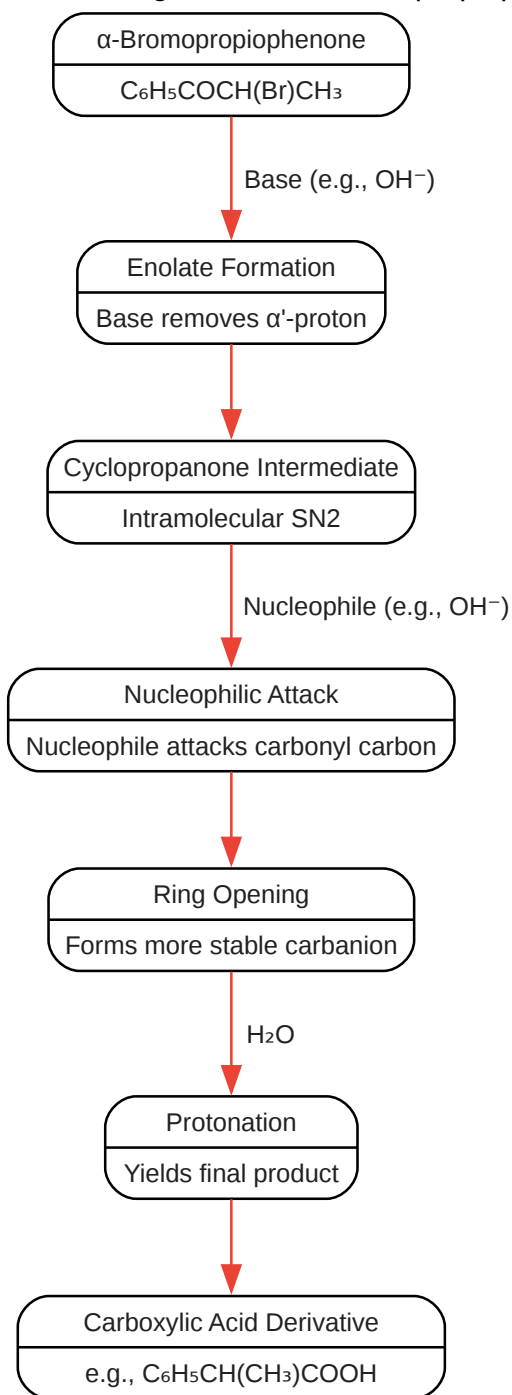 α-Bromopropiophenone
C₆H₅COCH(Br)CH₃
Base (e.g., OH⁻)
Enolate Formation
Base removes α'-proton
Cyclopropanone Intermediate
Intramolecular SN2
Nucleophile (e.g., OH⁻)
Nucleophilic Attack
Nucleophile attacks carbonyl carbon
Ring Opening
Forms more stable carbanion
H₂O
Protonation
Yields final product
Carboxylic Acid Derivative
e.g., C₆H₅CH(CH₃)COOH